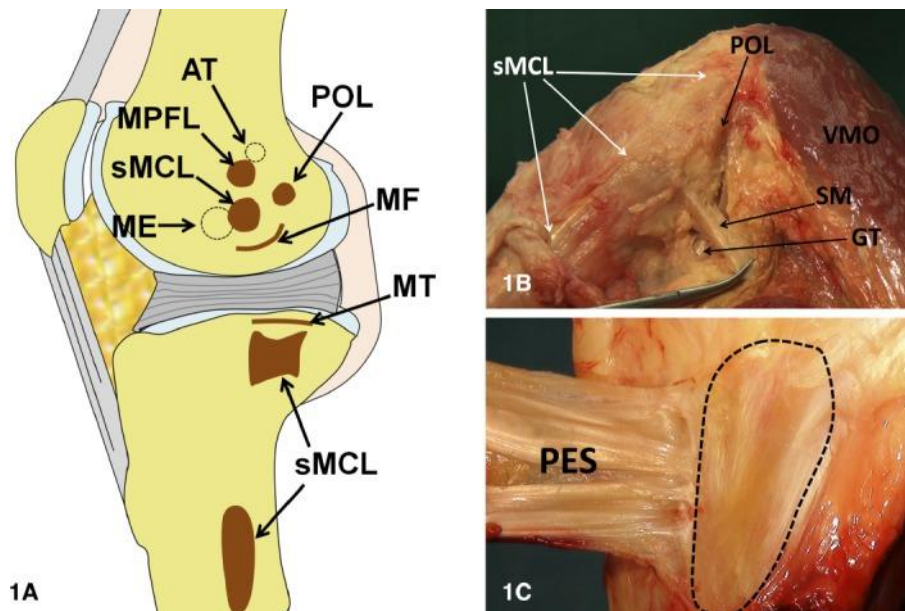 AT
MPFL
POL
sMCL
MF
ME
MT
sMCL
1A
POL
sMCL
VMO
SM
GT
1B
PES
1C